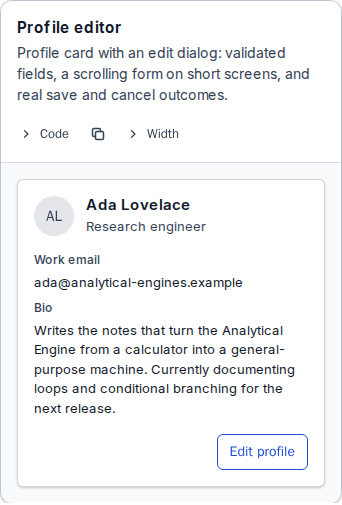 Profile editor
Profile card with an edit dialog: validated
fields, a scrolling form on short screens, and
real save and cancel outcomes.
Code
Width
AL
Ada Lovelace
Research engineer
Work email
ada@analytical-engines.example
Bio
Writes the notes that turn the Analytical
Engine from a calculator into a general-
purpose machine. Currently documenting
loops and conditional branching for the
next release.
Edit profile